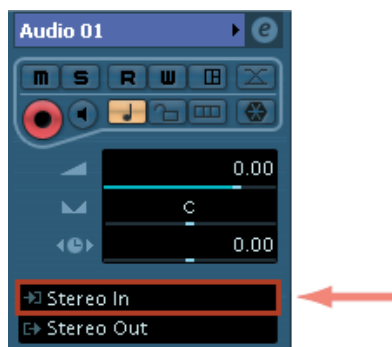 Audio 01 e
m S R W
0.00
C
0.00
Stereo In
Stereo Out